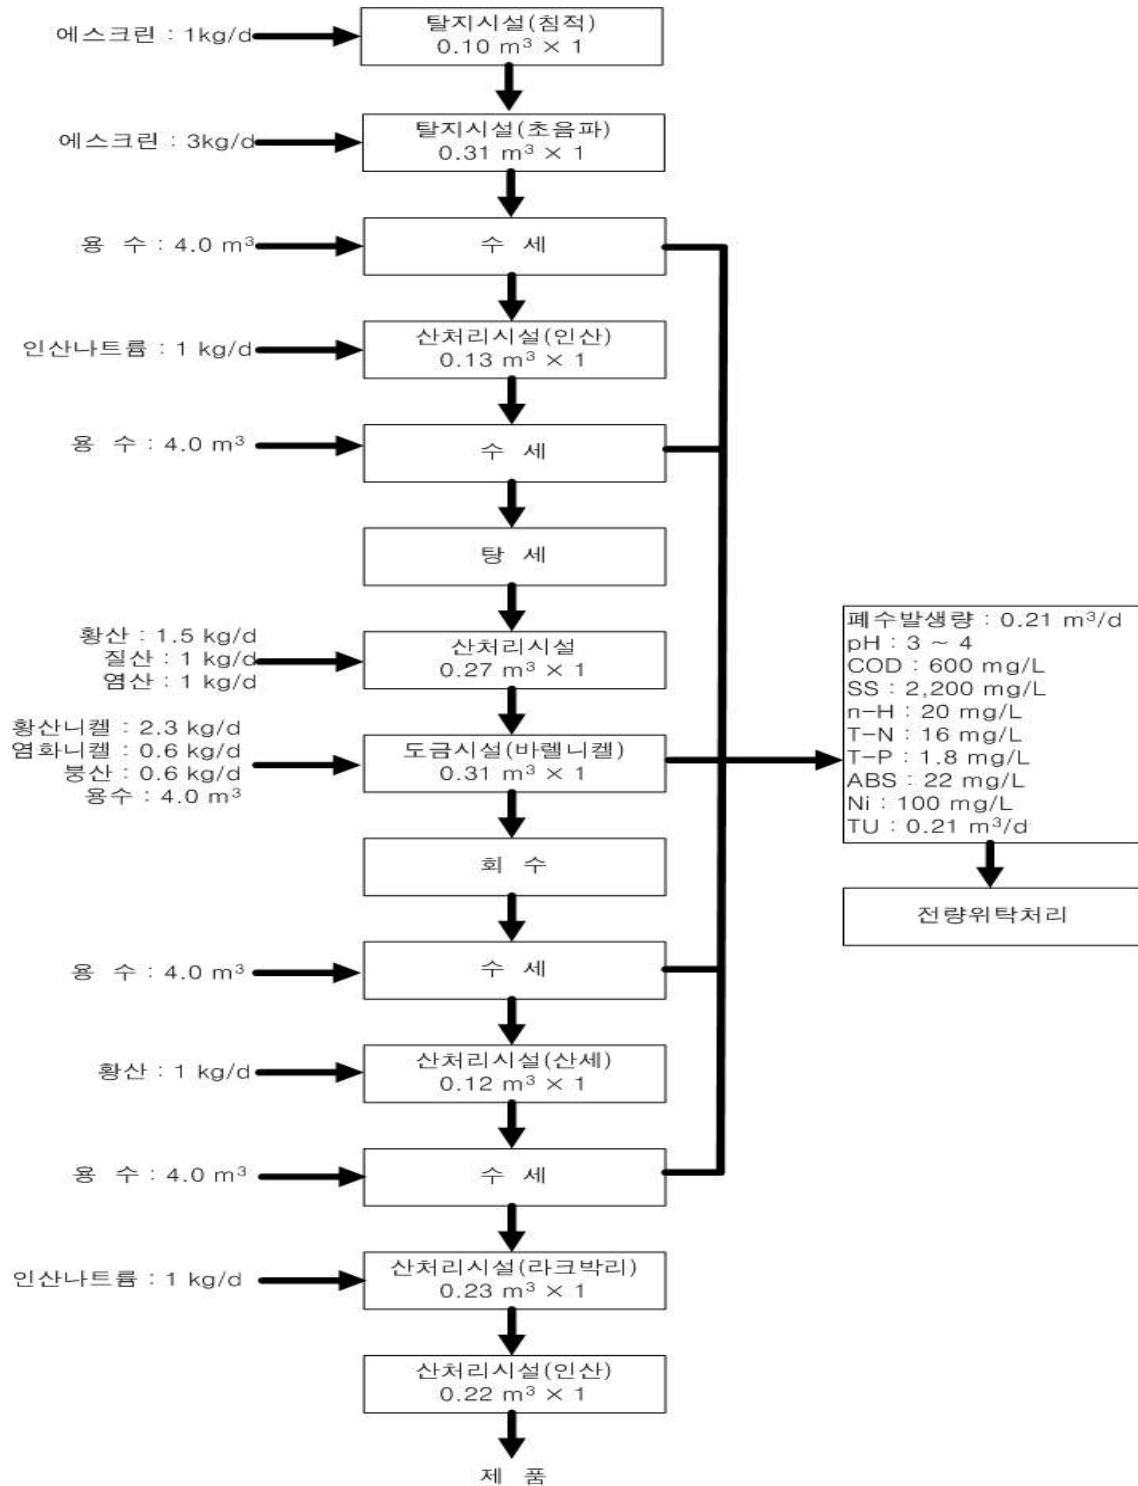 에스크린 : 1kg/d
탈지시설(침적)
0.10 m³ × 1
에스크린 : 3kg/d
탈지시설(초음파)
0.31 m³ × 1
용 수 : 4.0 m³
수 세
인산나트륨 : 1 kg/d
산처리시설(인산)
0.13 m³ × 1
용 수 : 4.0 m³
수 세
탕 세
황산 : 1.5 kg/d
질산 : 1 kg/d
염산 : 1 kg/d
산처리시설
0.27 m³ × 1
황산니켈 : 2.3 kg/d
염화니켈 : 0.6 kg/d
붕산 : 0.6 kg/d
용수 : 4.0 m³
도금시설(바렐니켈)
0.31 m³ × 1
폐수발생량 : 0.21 m³/d
pH : 3 ~ 4
COD : 600 mg/L
SS : 2,200 mg/L
n-H : 20 mg/L
T-N : 16 mg/L
T-P : 1.8 mg/L
ABS : 22 mg/L
Ni : 100 mg/L
TU : 0.21 m³/d
전량위탁처리
회 수
용 수 : 4.0 m³
수 세
황산 : 1 kg/d
산처리시설(산세)
0.12 m³ × 1
용 수 : 4.0 m³
수 세
인산나트륨 : 1 kg/d
산처리시설(라크박리)
0.23 m³ × 1
산처리시설(인산)
0.22 m³ × 1
제 품